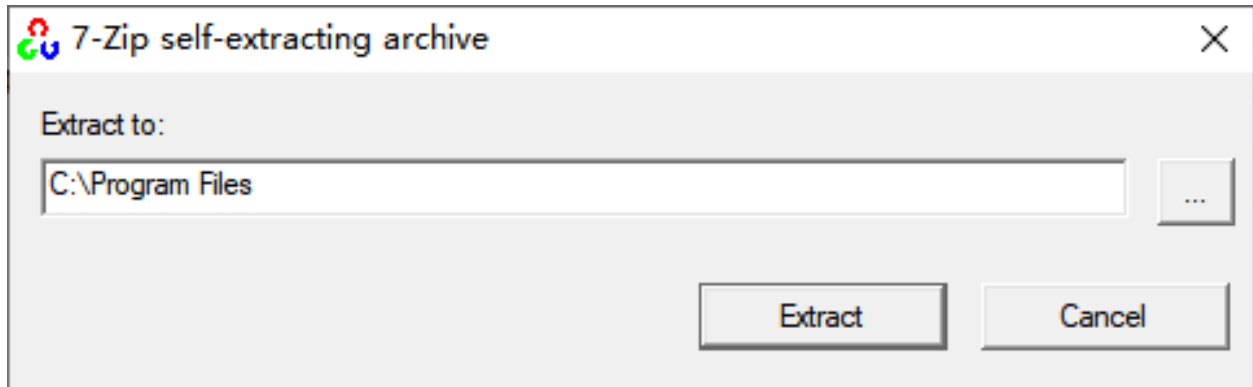 7-Zip self-extracting archive
Extract to:
C:\Program Files
...
Extract
Cancel